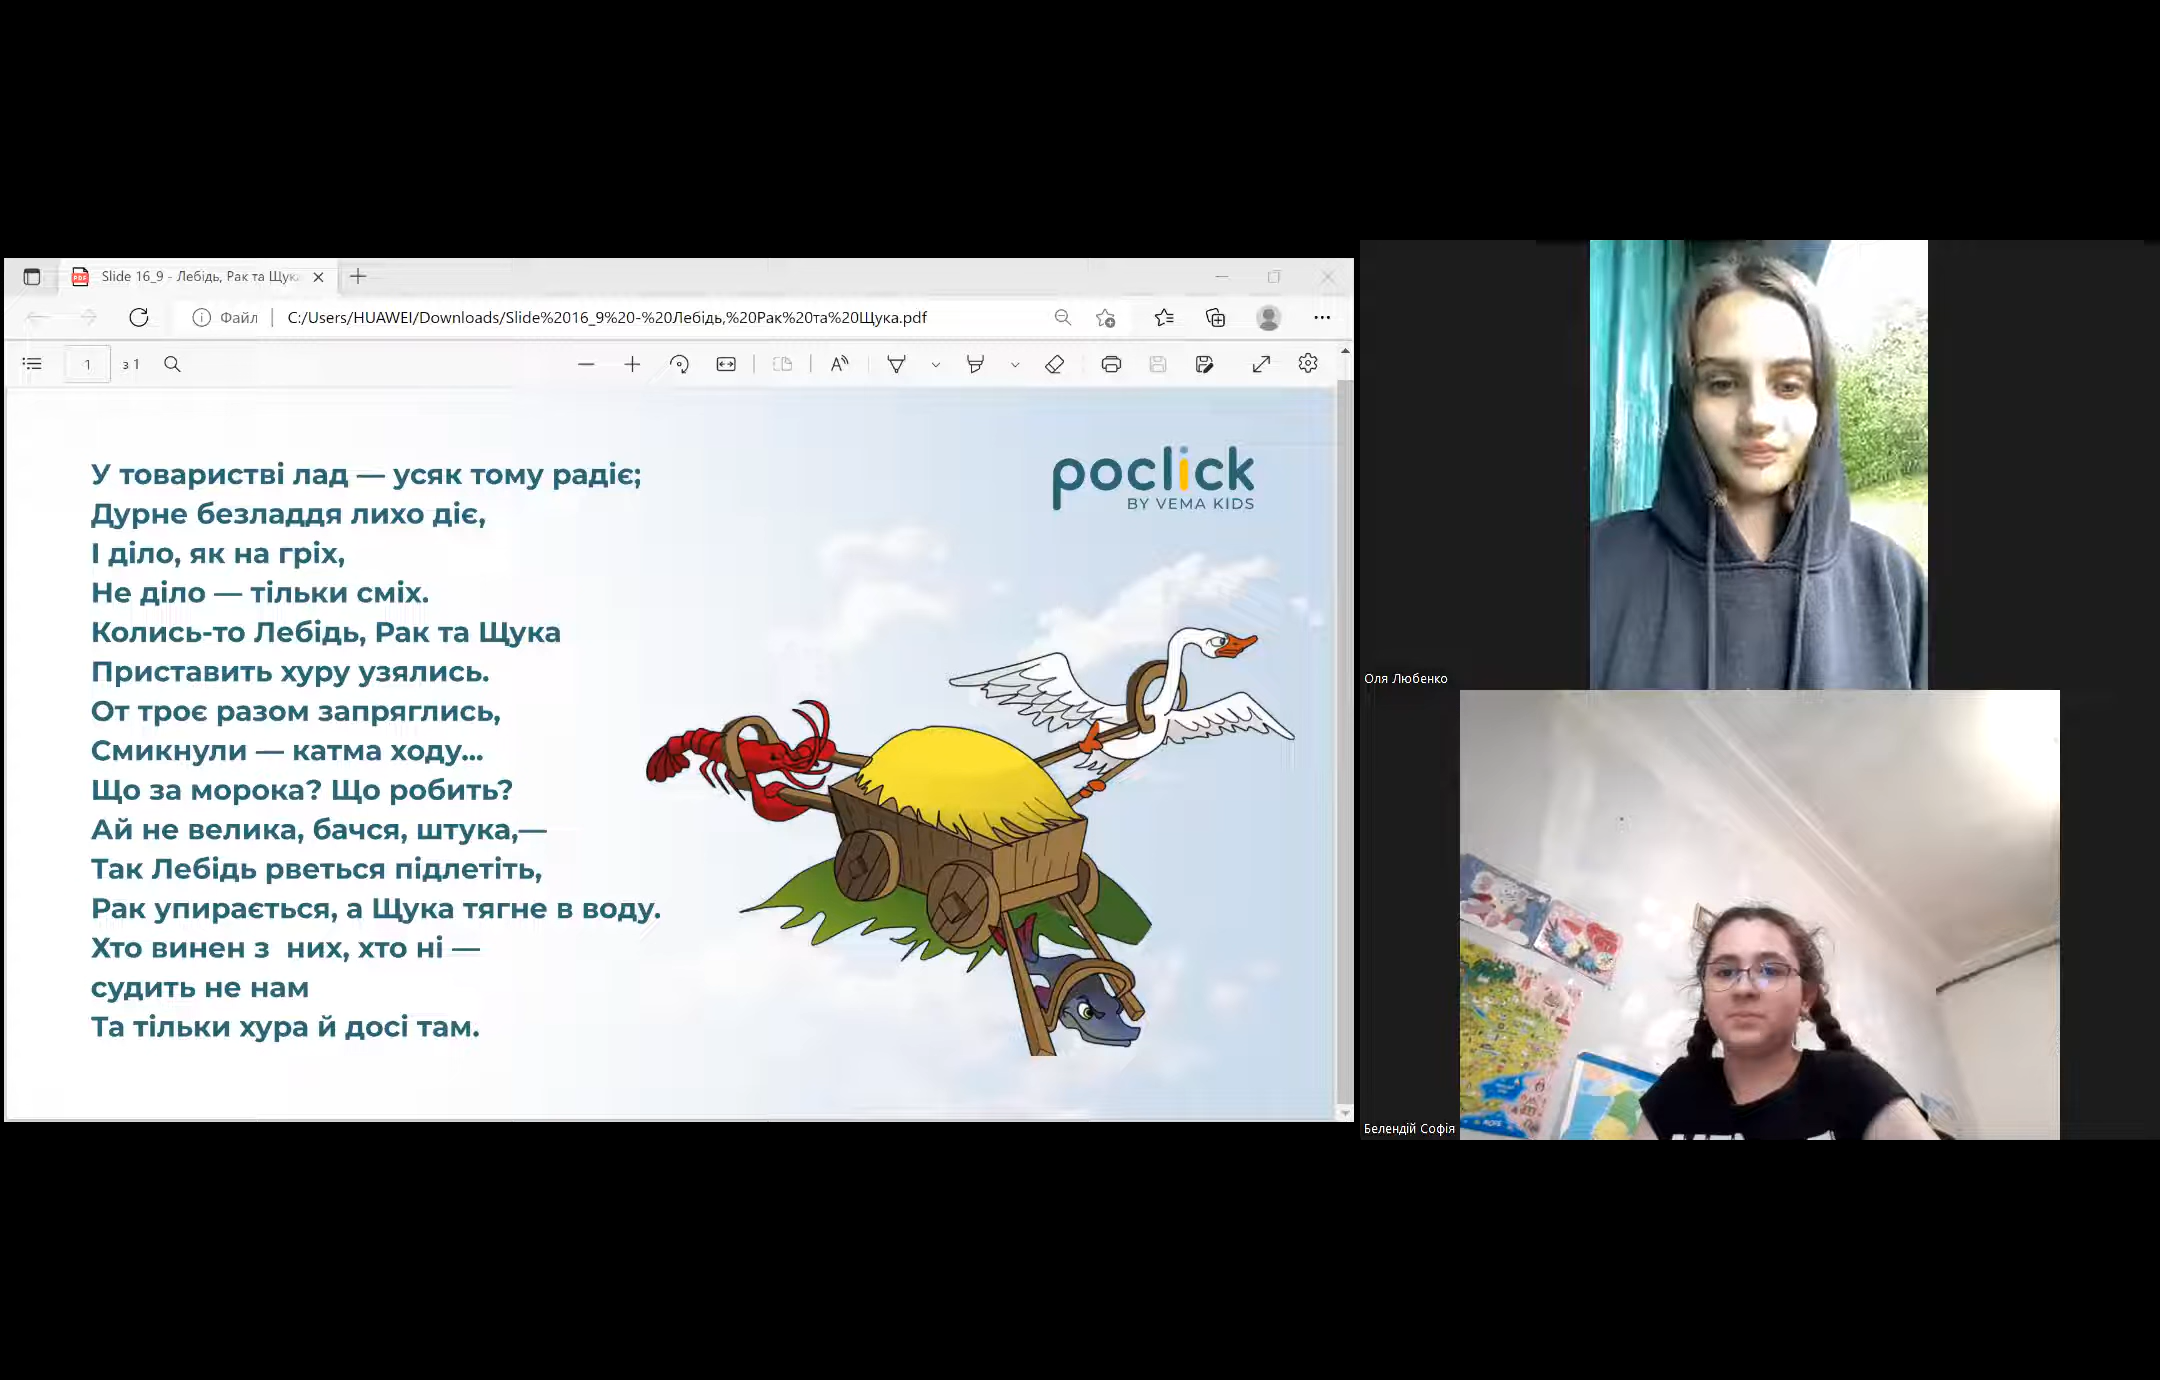 Slide 16_9 - Лебідь, Рак та Щук
Файл
C:/Users/HUAWEI/Downloads/Slide%2016_9%20-%20Лебідь,%20Рак%20та%20Щука.pdf
1 з 1
poclick
BY VEMA KIDS
У товаристві лад — усяк тому радіє;
Дурне безладдя лихо діє,
І діло, як на гріх,
Не діло — тільки сміх.
Колись-то Лебідь, Рак та Щука
Приставить хуру узялись.
От троє разом запряглись,
Смикнули — катма ходу...
Що за морока? Що робить?
Ай не велика, бачся, штука,—
Так Лебідь рветься підлетіть,
Рак упирається, а Щука тягне в воду.
Хто винен з  них, хто ні —
судить не нам
Та тільки хура й досі там.
Оля Любенко
Белендій Софія